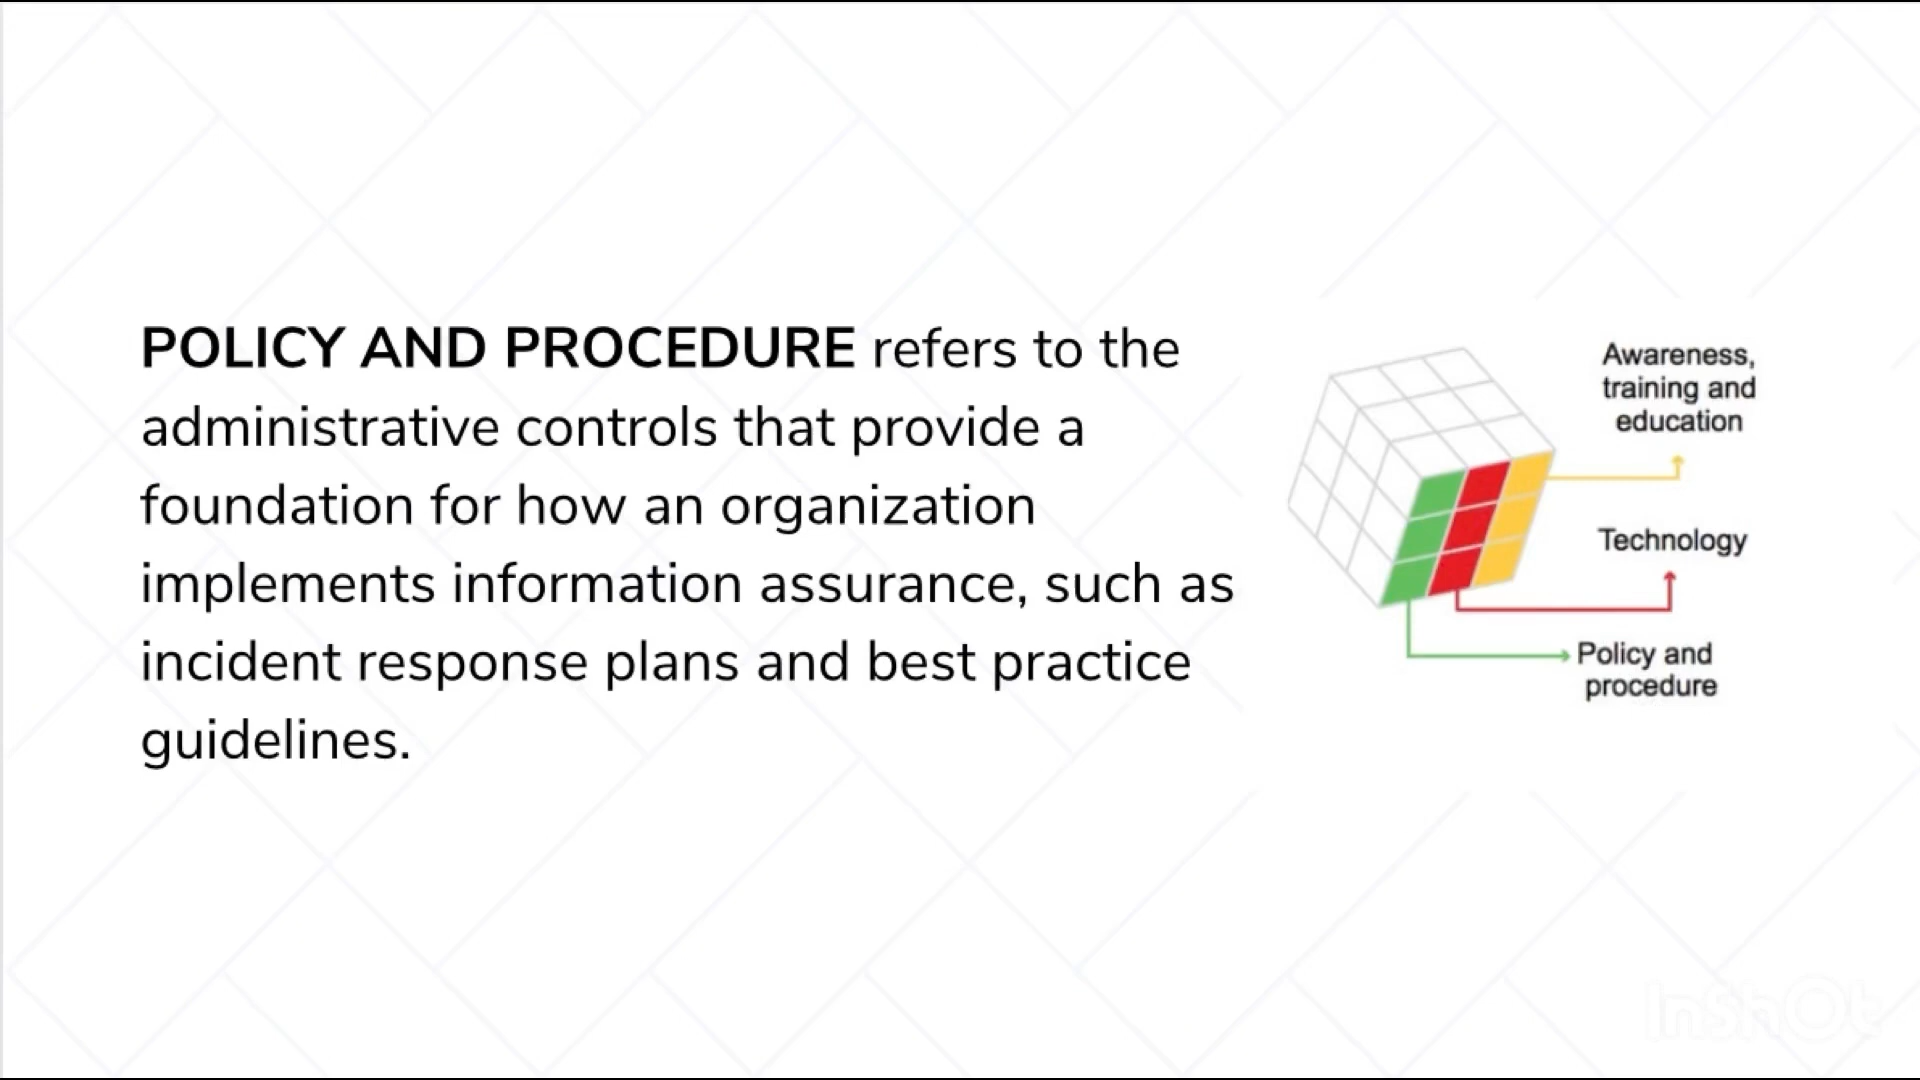 POLICY AND PROCEDURE refers to the
administrative controls that provide a
foundation for how an organization
implements information assurance, such as
incident response plans and best practice
guidelines.
Awareness,
training and
education
Technology
Policy and
procedure
InShOt